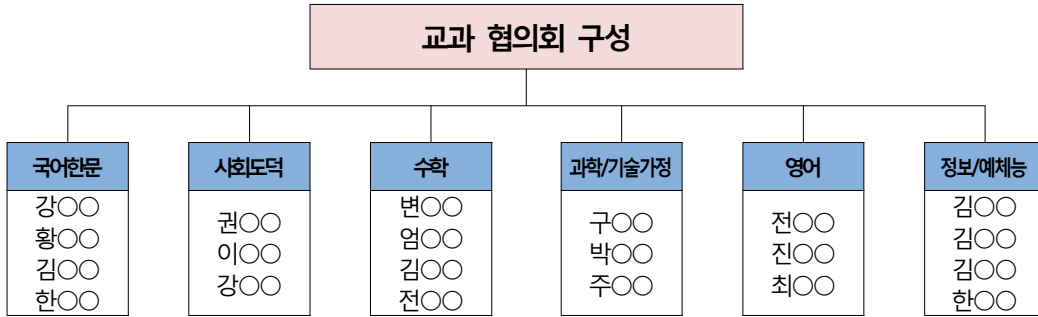 교과 협의회 구성
국어한문
강○○
황○○
김○○
한○○
사회도덕
권○○
이○○
강○○
수학
변○○
엄○○
김○○
전○○
과학/기술가정
구○○
박○○
주○○
영어
전○○
진○○
최○○
정보/예체능
김○○
김○○
김○○
한○○